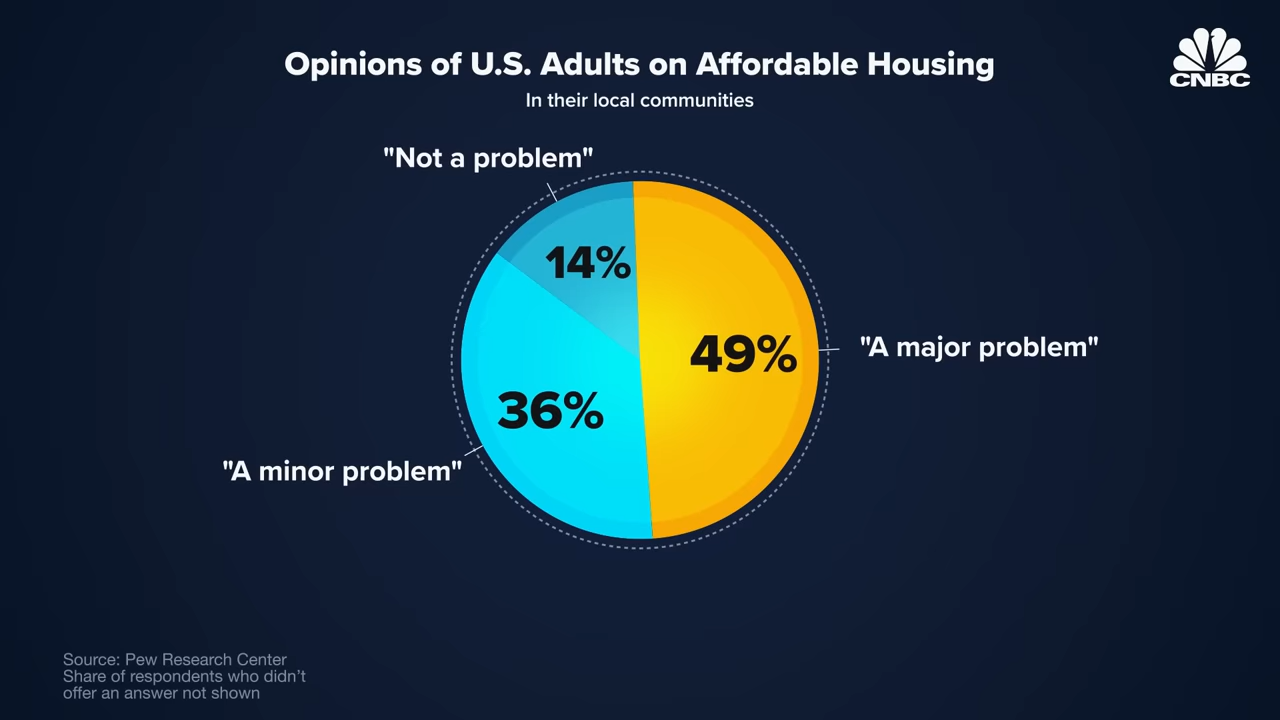 Opinions of U.S. Adults on Affordable Housing
In their local communities
CNBC
"Not a problem"
14%
49%
"A major problem"
36%
"A minor problem"
Source: Pew Research Center
Share of respondents who didn't
offer an answer not shown